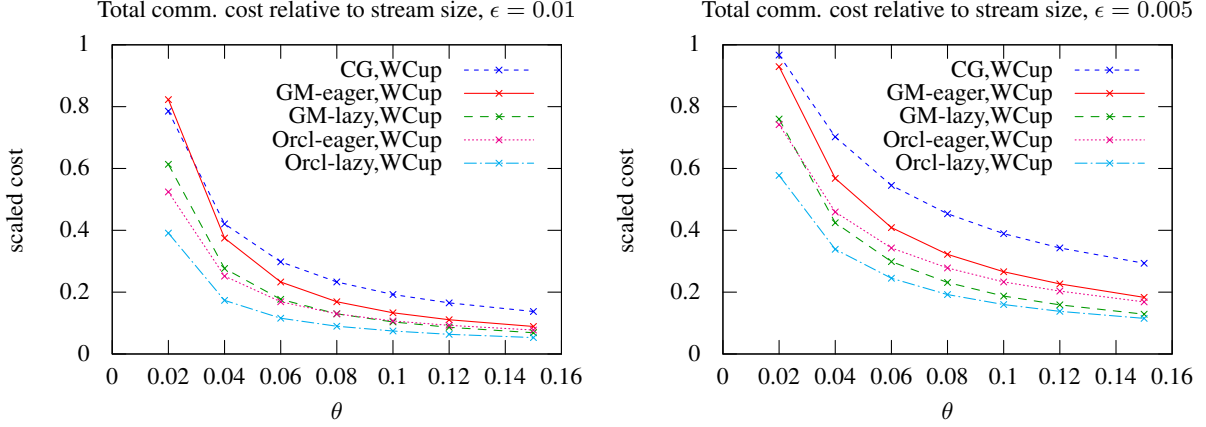 Total comm. cost relative to stream size, ϵ = 0.01
1
0.8
0.6
0.4
0.2
0
scaled cost
CG,WCup
GM-eager,WCup
GM-lazy,WCup
Orcl-eager,WCup
Orcl-lazy,WCup
0 0.02 0.04 0.06 0.08 0.1 0.12 0.14 0.16
θ
Total comm. cost relative to stream size, ϵ = 0.005
1
0.8
0.6
0.4
0.2
0
scaled cost
CG,WCup
GM-eager,WCup
GM-lazy,WCup
Orcl-eager,WCup
Orcl-lazy,WCup
0 0.02 0.04 0.06 0.08 0.1 0.12 0.14 0.16
θ